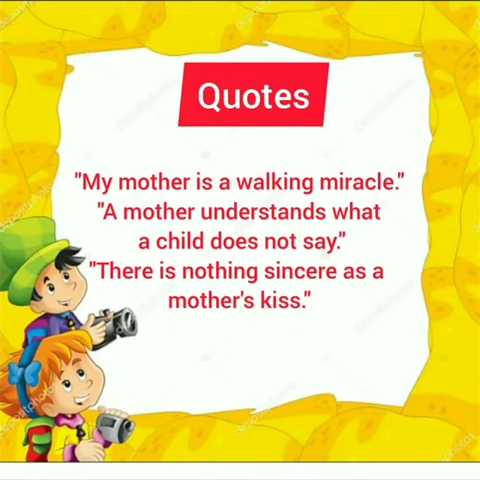 Quotes
"My mother is a walking miracle."
"A mother understands what
a child does not say."
"There is nothing sincere as a
mother's kiss."
depositphotos